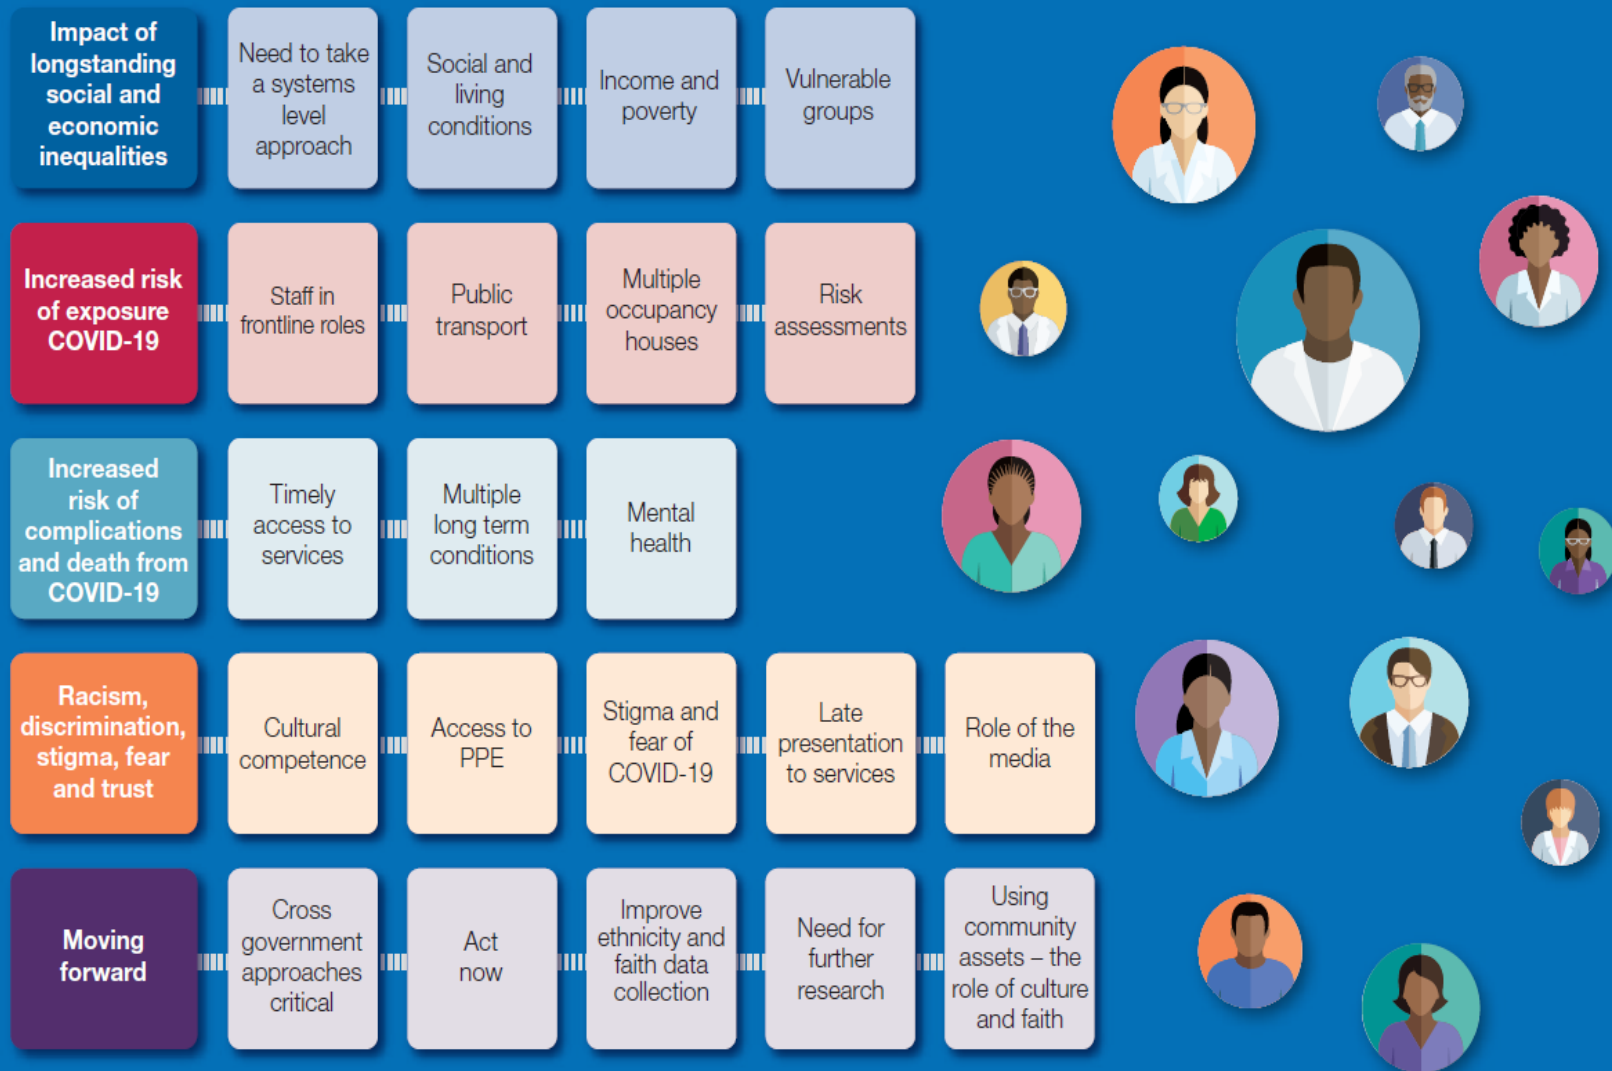 Impact of
longstanding
social and
economic
inequalities
Need to take
a systems
level
approach
Social and
living
conditions
Income and
poverty
Vulnerable
groups
Increased risk
of exposure
COVID-19
Staff in
frontline roles
Public
transport
Multiple
occupancy
houses
Risk
assessments
Increased
risk of
complications
and death from
COVID-19
Timely
access to
services
Multiple
long term
conditions
Mental
health
Racism,
discrimination,
stigma, fear
and trust
Cultural
competence
Access to
PPE
Stigma and
fear of
COVID-19
Late
presentation
to services
Role of the
media
Moving
forward
Cross
government
approaches
critical
Act
now
Improve
ethnicity and
faith data
collection
Need for
further
research
Using
community
assets – the
role of culture
and faith